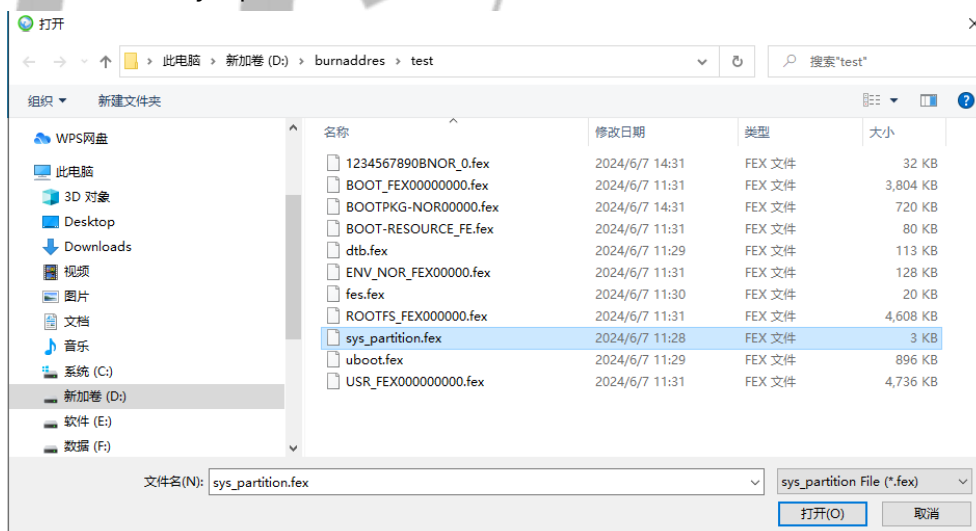 打开
此电脑 › 新加卷 (D:) › burnaddres › test
搜索"test"
组织
新建文件夹
名称 修改日期 类型 大小
WPS网盘
此电脑
3D 对象
Desktop
Downloads
视频
图片
文档
音乐
系统 (C:)
新加卷 (D:)
软件 (E:)
数据 (F:)
1234567890BNOR_0.fex 2024/6/7 14:31 FEX 文件 32 KB
BOOT_FEX00000000.fex 2024/6/7 11:31 FEX 文件 3,804 KB
BOOTPKG-NOR00000.fex 2024/6/7 14:31 FEX 文件 720 KB
BOOT-RESOURCE_FE.fex 2024/6/7 11:31 FEX 文件 80 KB
dtb.fex 2024/6/7 11:29 FEX 文件 113 KB
ENV_NOR_FEX00000.fex 2024/6/7 11:31 FEX 文件 128 KB
fes.fex 2024/6/7 11:30 FEX 文件 20 KB
ROOTFS_FEX000000.fex 2024/6/7 11:31 FEX 文件 4,608 KB
sys_partition.fex 2024/6/7 11:28 FEX 文件 3 KB
uboot.fex 2024/6/7 11:29 FEX 文件 896 KB
USR_FEX000000000.fex 2024/6/7 11:31 FEX 文件 4,736 KB
文件名(N): sys_partition.fex
sys_partition File (*.fex)
打开(O) 取消